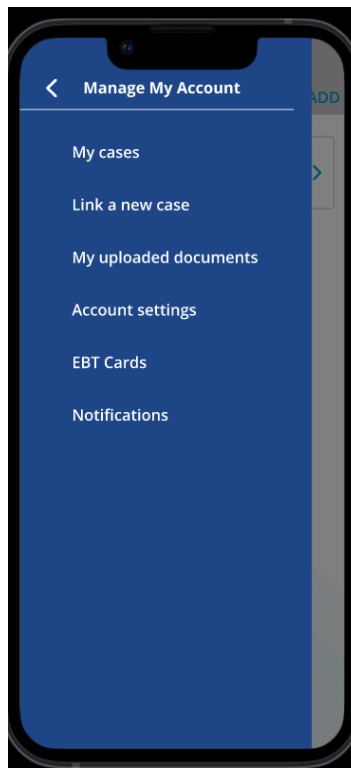 Manage My Account
ADD
My cases
Link a new case
My uploaded documents
Account settings
EBT Cards
Notifications